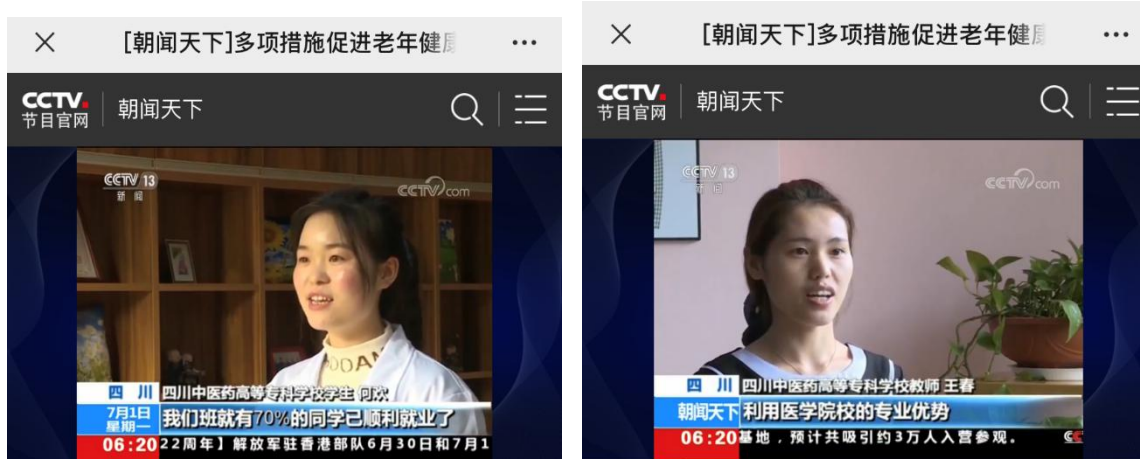 [朝闻天下]多项措施促进老年健
CCTV.
节目官网
朝闻天下
CCTV 13
新闻
CCTV.com
DOAN
四川
四川中医药高等专科学校学生 何欢
7月1日
星期一
我们班就有70%的同学已顺利就业了
06:20
22周年】解放军驻香港部队6月30日和7月1
[朝闻天下]多项措施促进老年健
CCTV.
节目官网
朝闻天下
CCTV 13
新闻
CCTV.com
四川
四川中医药高等专科学校教师 王春
朝闻天下
利用医学院校的专业优势
06:20
基地，预计共吸引约3万人入营参观。